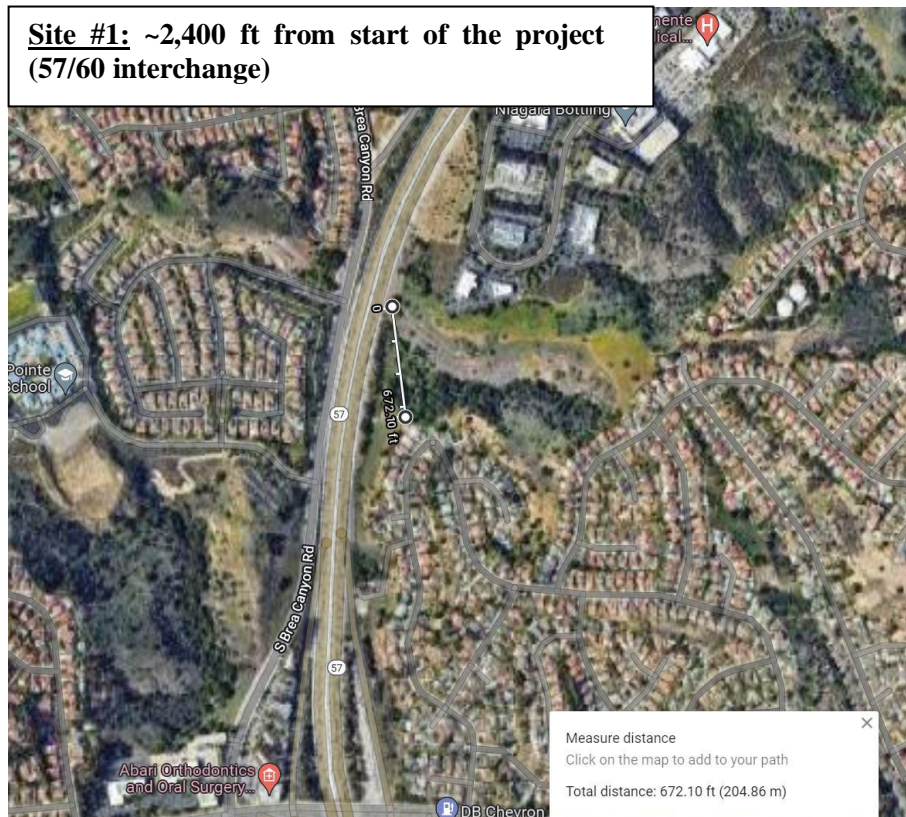 Site #1: ~2,400 ft from start of the project
(57/60 interchange)
nente
lical...
Niagara Bottling
Brea Canyon Rd
0
672.10 ft
Pointe
School
57
S Brea Canyon Rd
57
Measure distance
Click on the map to add to your path
Total distance: 672.10 ft (204.86 m)
Abari Orthodontics
and Oral Surgery...
DB Chevron
H